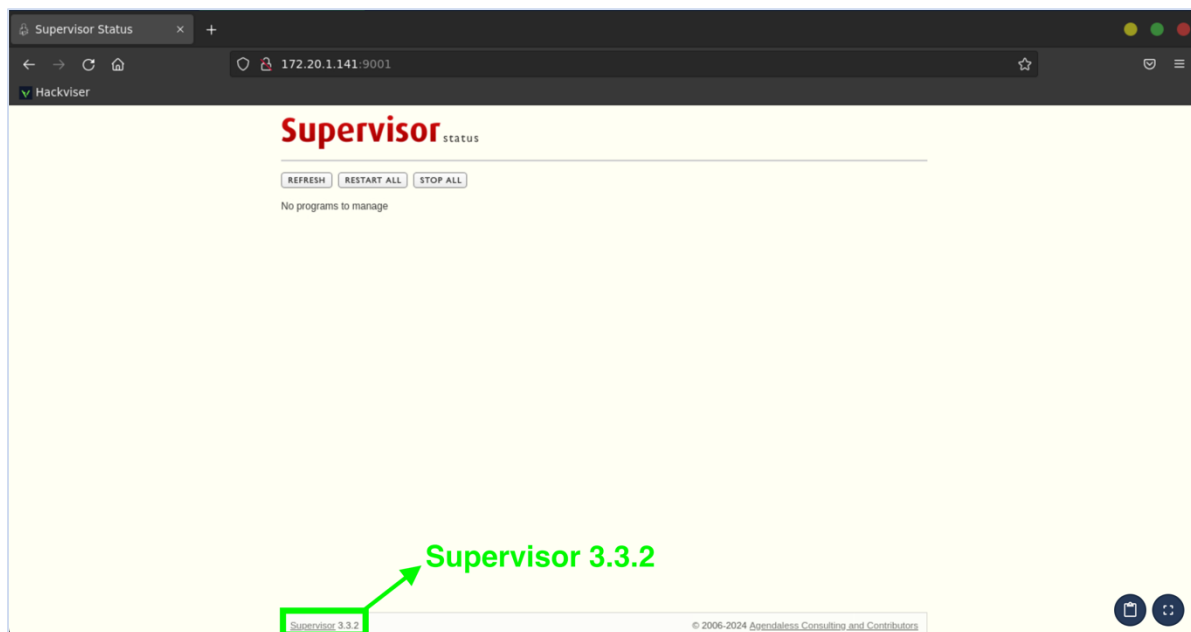 Supervisor Status × +
172.20.1.141:9001
Hackviser
Supervisor status
REFRESH RESTART ALL STOP ALL
No programs to manage
Supervisor 3.3.2
Supervisor 3.3.2 © 2006-2024 Agendaless Consulting and Contributors